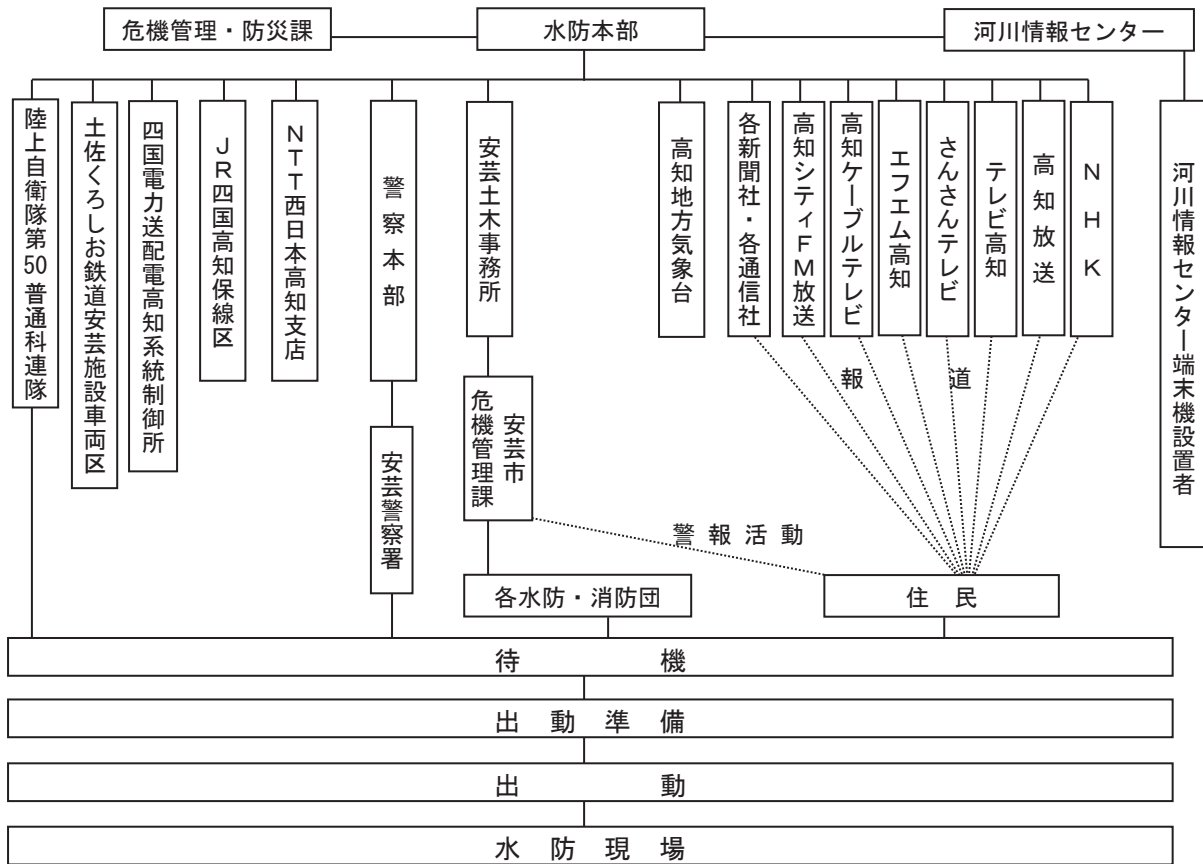 危機管理・防災課
水防本部
河川情報センター
陸上自衛隊第50普通科連隊
土佐くろしお鉄道安芸施設車両区
四国電力送配電高知系統制御所
ＪＲ四国高知保線区
ＮＴＴ西日本高知支店
警察本部
安芸土木事務所
高知地方気象台
各新聞社・各通信社
高知シティＦＭ放送
高知ケーブルテレビ
エフエム高知
さんさんテレビ
テレビ高知
高知放送
ＮＨＫ
河川情報センター端末機設置者
報道
安芸市
危機管理課
安芸警察署
警報活動
各水防・消防団
住民
待機
出動準備
出動
水防現場